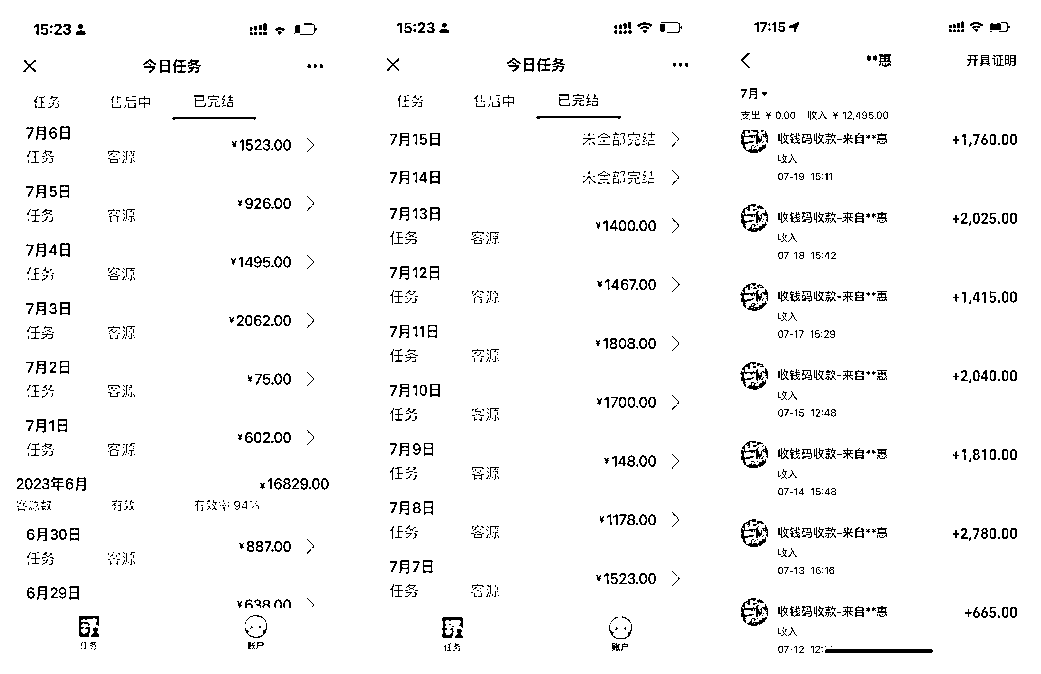 15:23
今日任务
任务 售后中 已完结
7月6日
¥1523.00
任务 客源
7月5日
¥926.00
任务 客源
7月4日
¥1495.00
任务 客源
7月3日
¥2062.00
任务 客源
7月2日
¥75.00
任务 客源
7月1日
¥602.00
任务 客源
2023年6月 ¥16829.00
客源数 有效 有效率 94%
6月30日
¥887.00
任务 客源
6月29日
¥638.00
任务 账户
15:23
今日任务
任务 售后中 已完结
7月15日 未全部完结
7月14日 未全部完结
7月13日
¥1400.00
任务 客源
7月12日
¥1467.00
任务 客源
7月11日
¥1808.00
任务 客源
7月10日
¥1700.00
任务 客源
7月9日
¥148.00
任务 客源
7月8日
¥1178.00
任务 客源
7月7日
¥1523.00
任务 客源
任务 账户
17:15
**惠 开具证明
7月
支出 ¥0.00 收入 ¥12,495.00
收钱码收款-来自**惠 +1,760.00
收入
07-19 15:11
收钱码收款-来自**惠 +2,025.00
收入
07-18 15:42
收钱码收款-来自**惠 +1,415.00
收入
07-17 15:29
收钱码收款-来自**惠 +2,040.00
收入
07-15 12:48
收钱码收款-来自**惠 +1,810.00
收入
07-14 15:48
收钱码收款-来自**惠 +2,780.00
收入
07-13 16:16
收钱码收款-来自**惠 +665.00
收入
07-12